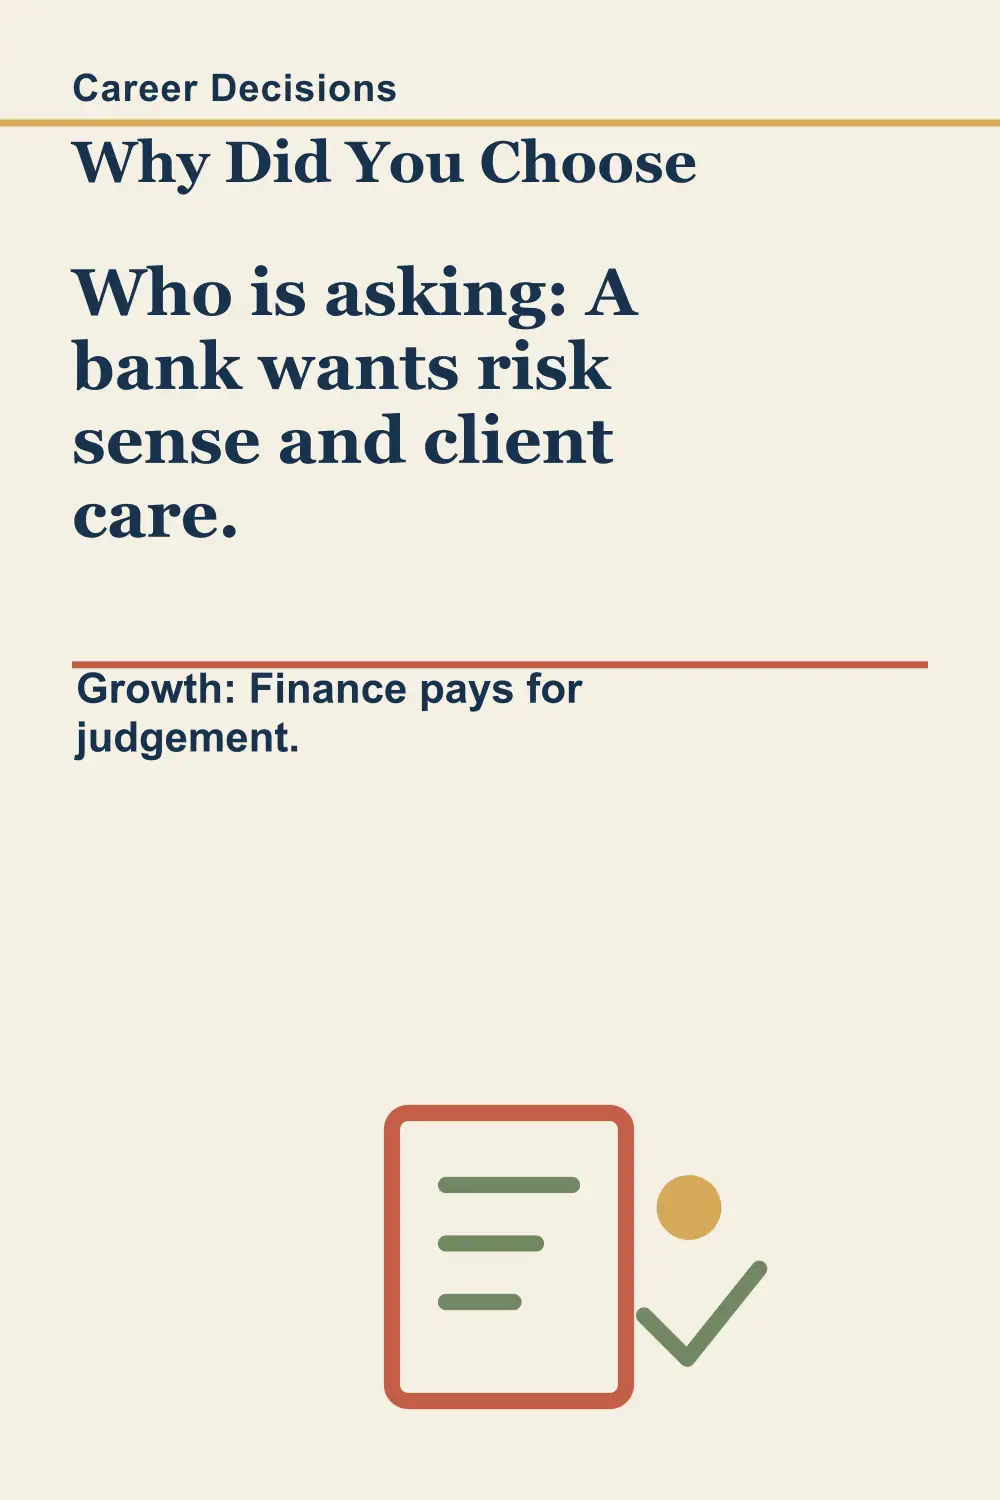 Career Decisions
Why Did You Choose
Who is asking: A
bank wants risk
sense and client
care.
Growth: Finance pays for
judgement.